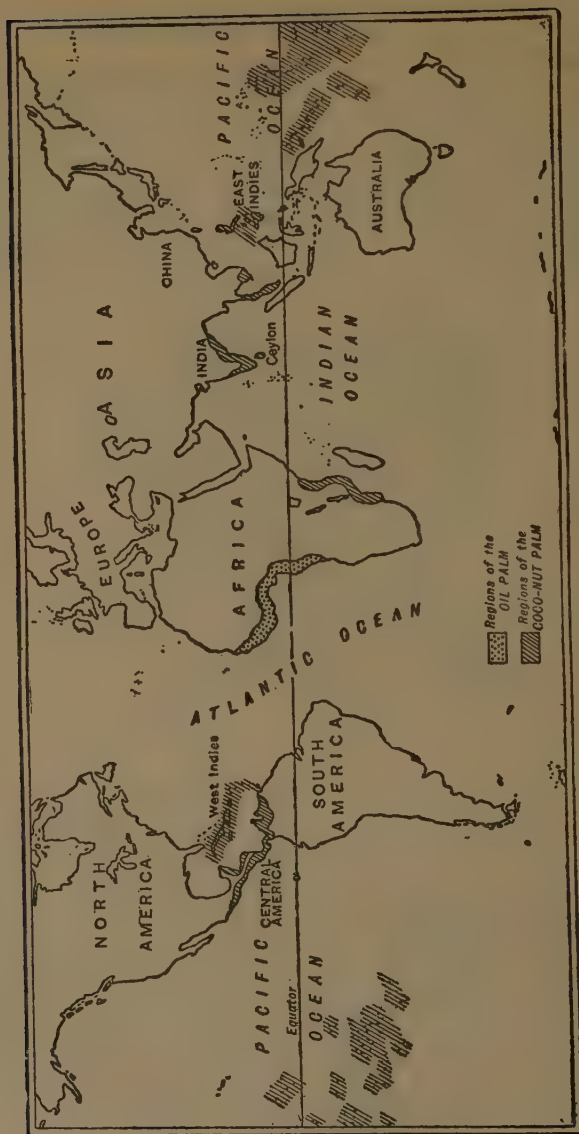 NORTH
AMERICA
West Indies
CENTRAL
AMERICA
PACIFIC
Equator
OCEAN
SOUTH
AMERICA
ATLANTIC OCEAN
EUROPE
ASIA
AFRICA
INDIA
Ceylon
CHINA
EAST
INDIES
PACIFIC
OCEAN
INDIAN
OCEAN
AUSTRALIA
Regions of the
OIL PALM
Regions of the
COCO-NUT PALM